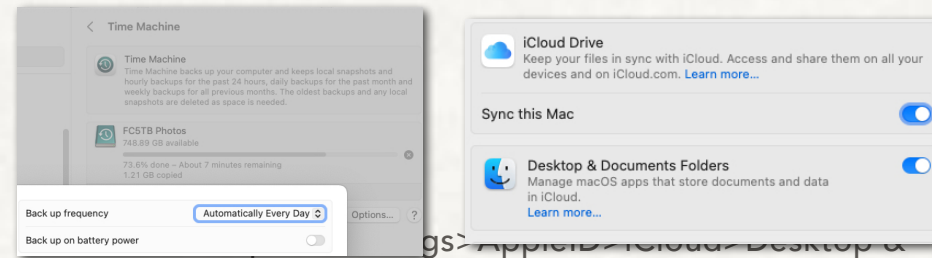 Time Machine
Time Machine
Time Machine backs up your computer and keeps local snapshots and
hourly backups for the past 24 hours, daily backups for the past month and
weekly backups for all previous months. The oldest backups and any local
snapshots are deleted as space is needed.
FC5TB Photos
746.89 GB available
73.6% done – About 7 minutes remaining
1.21 GB copied
Back up frequency
Automatically Every Day
Options...
?
Back up on battery power
iCloud Drive
Keep your files in sync with iCloud. Access and share them on all your
devices and on iCloud.com. Learn more...
Sync this Mac
Desktop & Documents Folders
Manage macOS apps that store documents and data
in iCloud.
Learn more...
gs>AppleID>iCloud>Desktop &